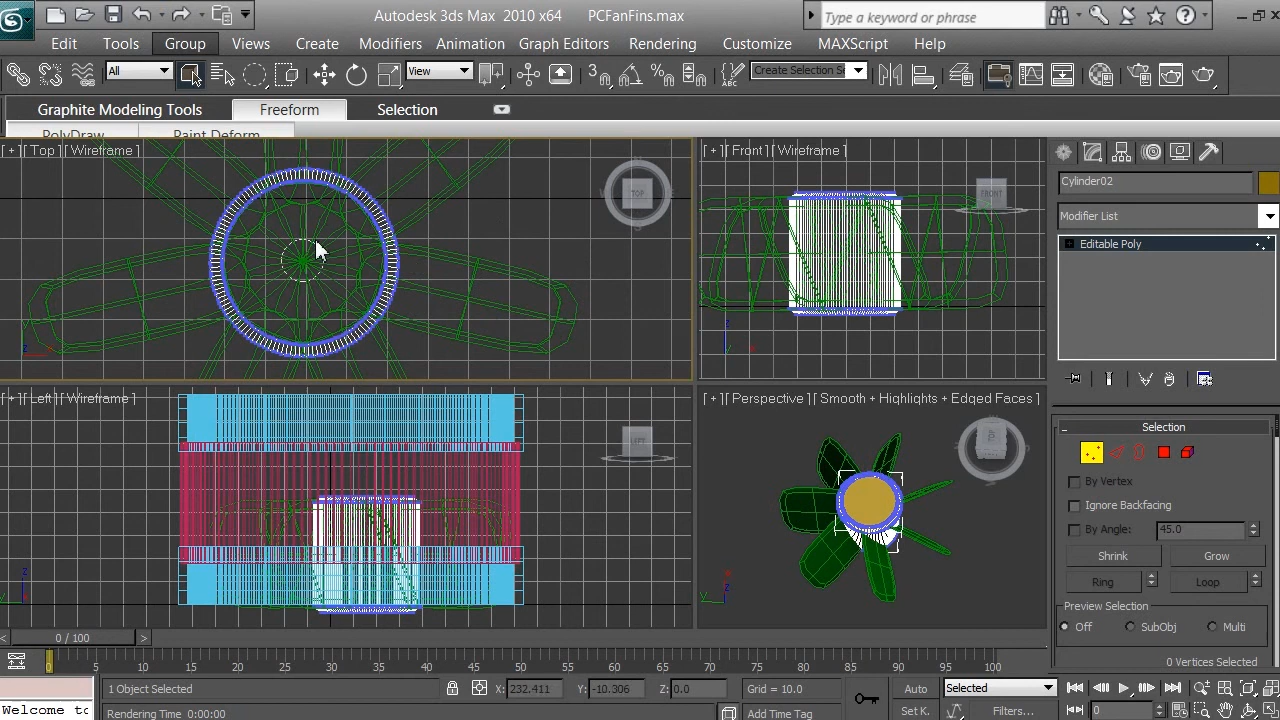 Autodesk 3ds Max 2010 x64 PCFanFins.max
Type a keyword or phrase
Edit Tools Group Views Create Modifiers Animation Graph Editors Rendering Customize MAXScript Help
All View Create Selection Se
Graphite Modeling Tools Freeform Selection
PolyDraw Paint Deform
[ + ] [ Top ] [ Wireframe ]
TOP
[ + ] [ Front ] [ Wireframe ]
FRONT
Cylinder02
Modifier List
Editable Poly
[ + ] [ Left ] [ Wireframe ]
LEFT
[ + ] [ Perspective ] [ Smooth + Highlights + Edged Faces ]
Selection
By Vertex
Ignore Backfacing
By Angle: 45.0
Shrink Grow
Ring Loop
Preview Selection
Off SubObj Multi
0 Vertices Selected
< 0 / 100 >
0 5 10 15 20 25 30 35 40 45 50 55 60 65 70 75 80 85 90 95 100
1 Object Selected X: 232.411 Y: -10.306 Z: 0.0 Grid = 10.0 Auto Selected
Welcome to Rendering Time 0:00:00 Add Time Tag Set K. Filters... 0